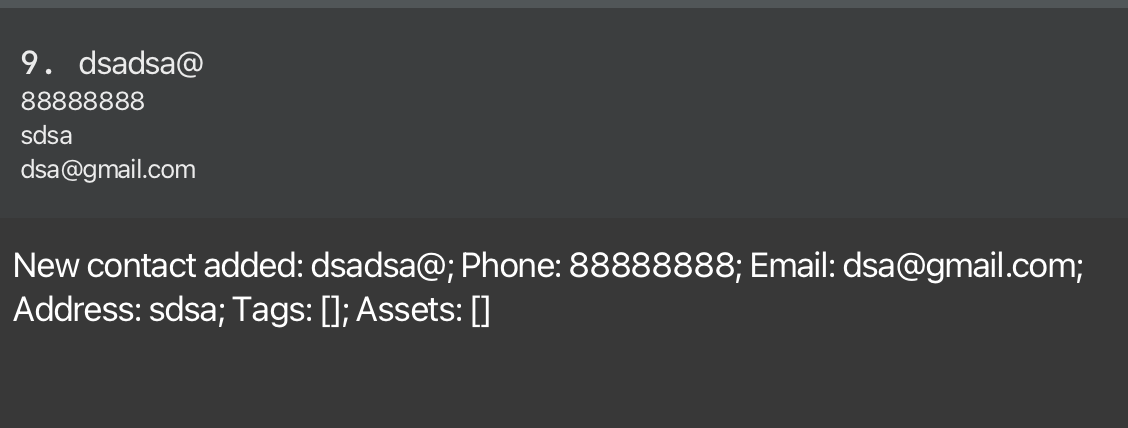 9. dsadsa@
88888888
sdsa
dsa@gmail.com
New contact added: dsadsa@; Phone: 88888888; Email: dsa@gmail.com;
Address: sdsa; Tags: []; Assets: []